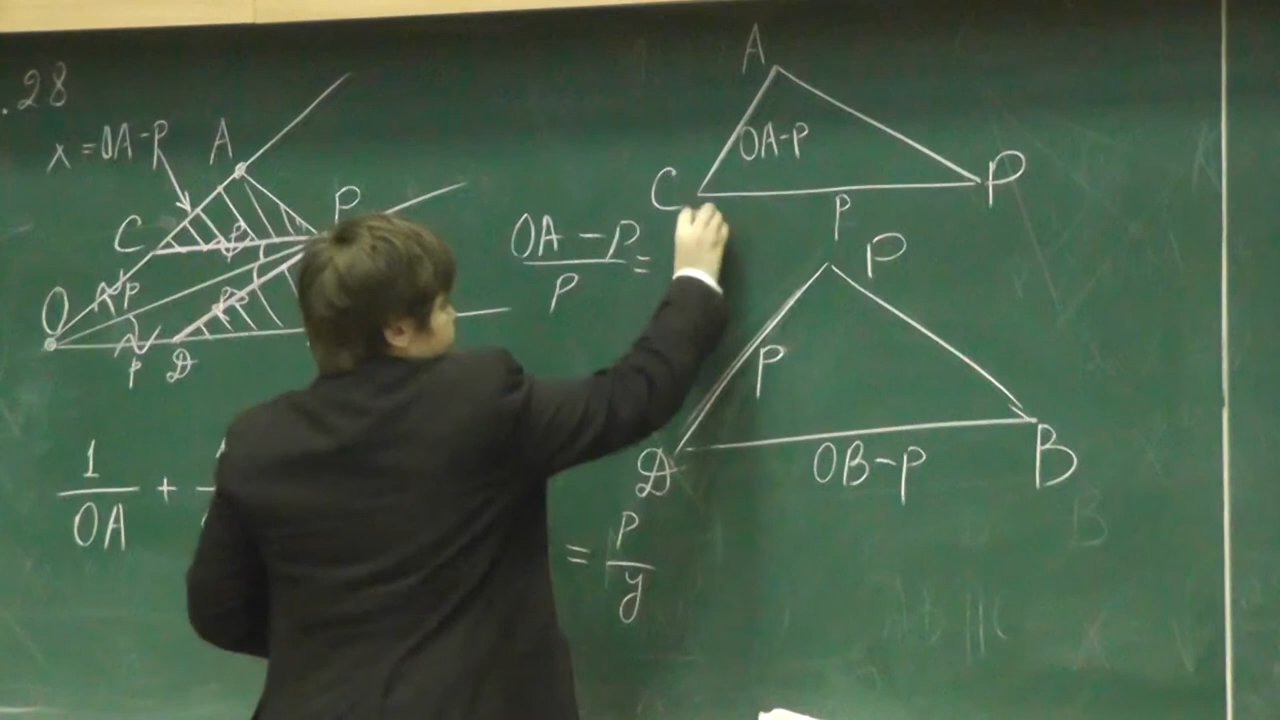 .28
x = OA-P
A
C
P
P
O
P
P
P
D
1/OA +
A
OA-P
C
P
P
(OA - P)/P =
P
P
D
OB-P
B
= P/y